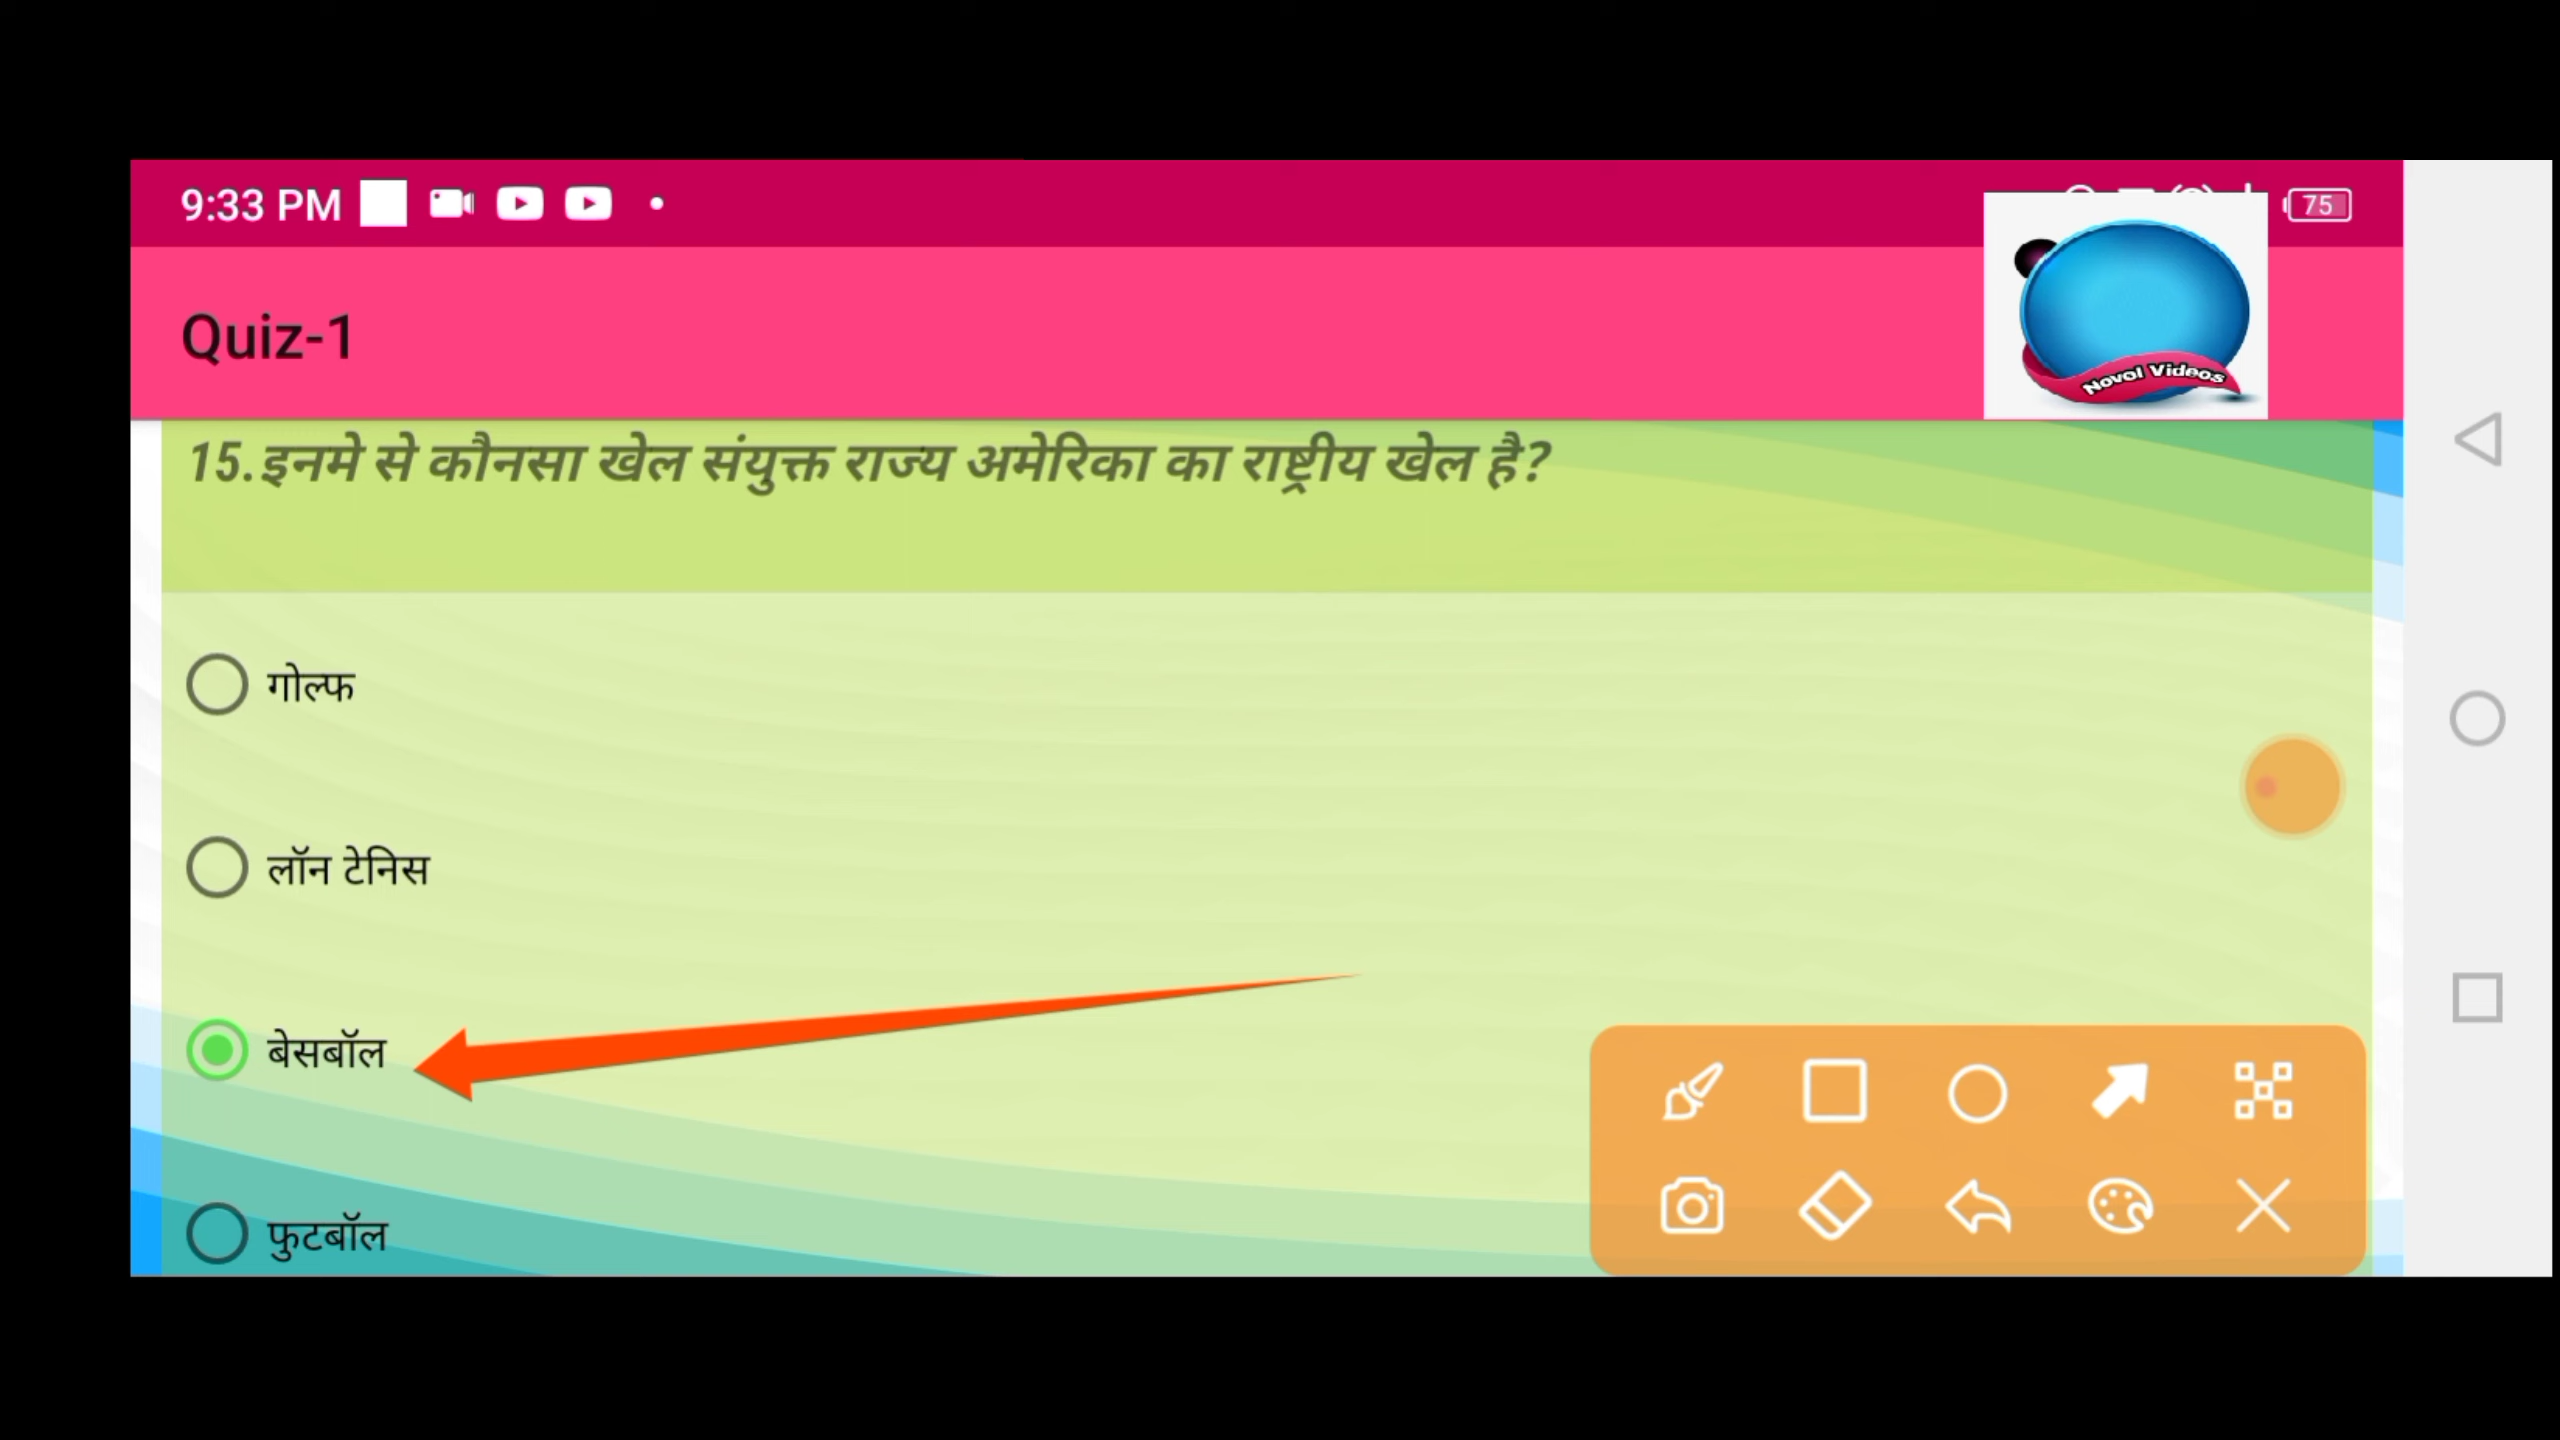 9:33 PM
75
Quiz-1
Novol Videos
15.इनमे से कौनसा खेल संयुक्त राज्य अमेरिका का राष्ट्रीय खेल है?
गोल्फ
लॉन टेनिस
बेसबॉल
फुटबॉल